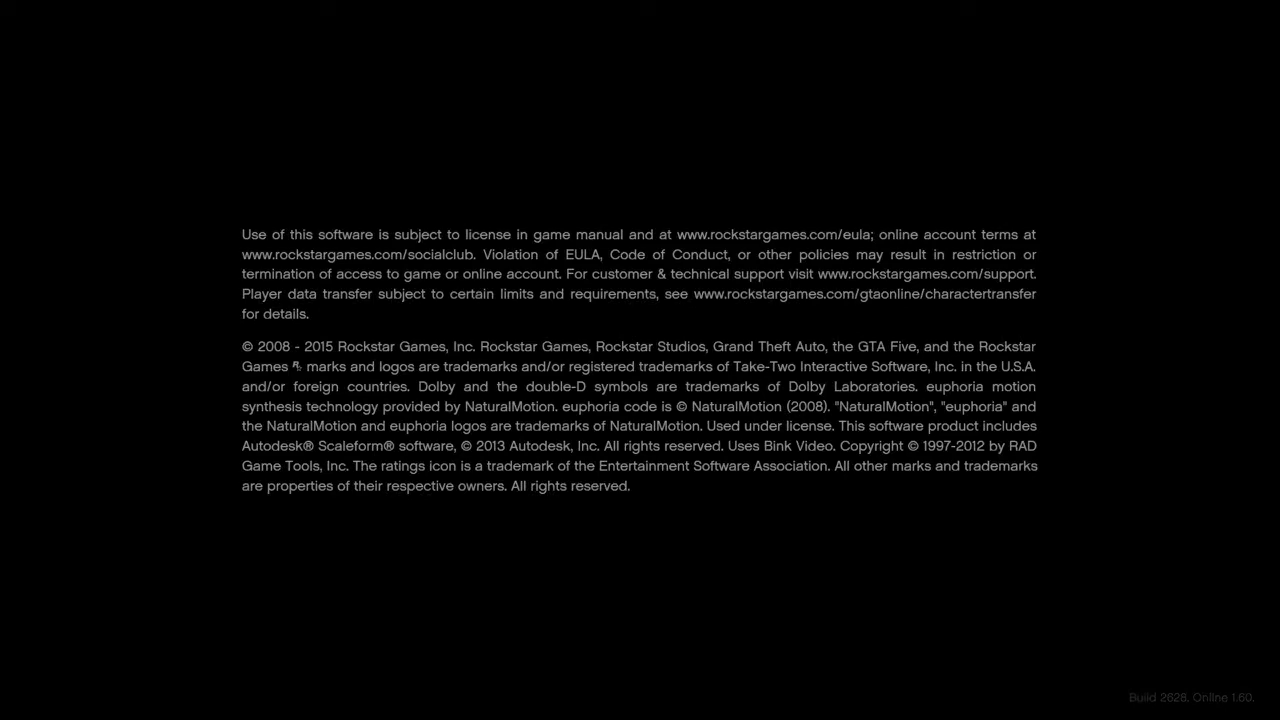 Use of this software is subject to license in game manual and at www.rockstargames.com/eula; online account terms at
www.rockstargames.com/socialclub. Violation of EULA, Code of Conduct, or other policies may result in restriction or
termination of access to game or online account. For customer & technical support visit www.rockstargames.com/support.
Player data transfer subject to certain limits and requirements, see www.rockstargames.com/gtaonline/charactertransfer
for details.
© 2008 - 2015 Rockstar Games, Inc. Rockstar Games, Rockstar Studios, Grand Theft Auto, the GTA Five, and the Rockstar
Games R* marks and logos are trademarks and/or registered trademarks of Take-Two Interactive Software, Inc. in the U.S.A.
and/or foreign countries. Dolby and the double-D symbols are trademarks of Dolby Laboratories. euphoria motion
synthesis technology provided by NaturalMotion. euphoria code is © NaturalMotion (2008). "NaturalMotion", "euphoria" and
the NaturalMotion and euphoria logos are trademarks of NaturalMotion. Used under license. This software product includes
Autodesk® Scaleform® software, © 2013 Autodesk, Inc. All rights reserved. Uses Bink Video. Copyright © 1997-2012 by RAD
Game Tools, Inc. The ratings icon is a trademark of the Entertainment Software Association. All other marks and trademarks
are properties of their respective owners. All rights reserved.
Build 2628. Online 1.60.